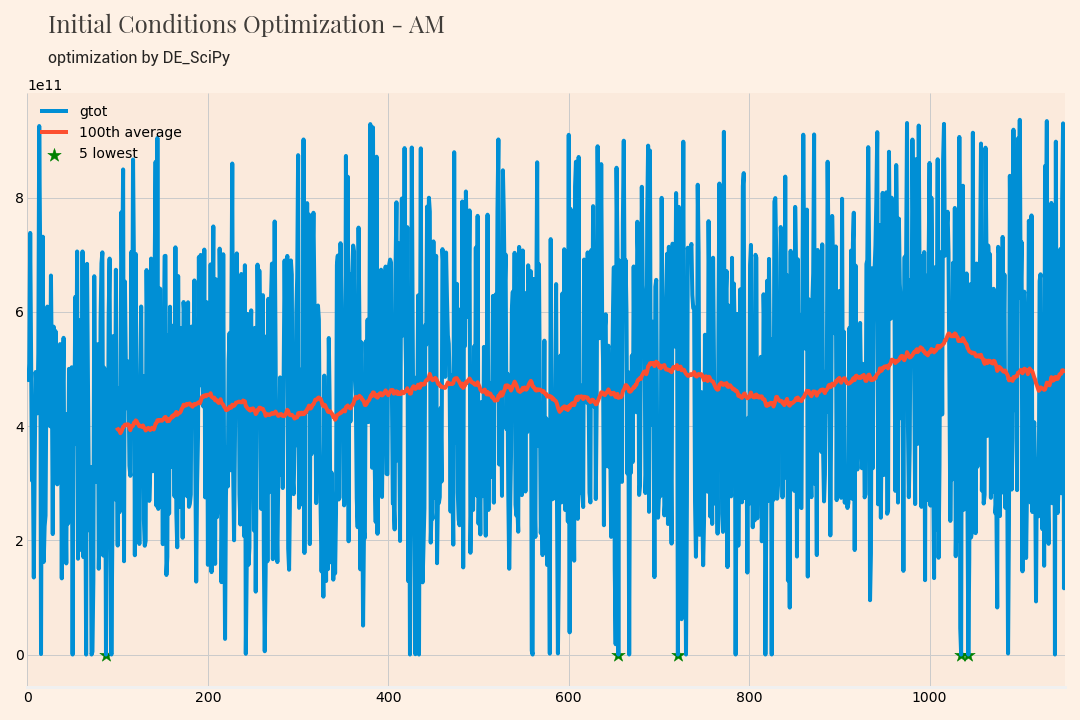 Initial Conditions Optimization - AM
optimization by DE_SciPy
1e11
gtot
100th average
5 lowest
8
6
4
2
0
0 200 400 600 800 1000